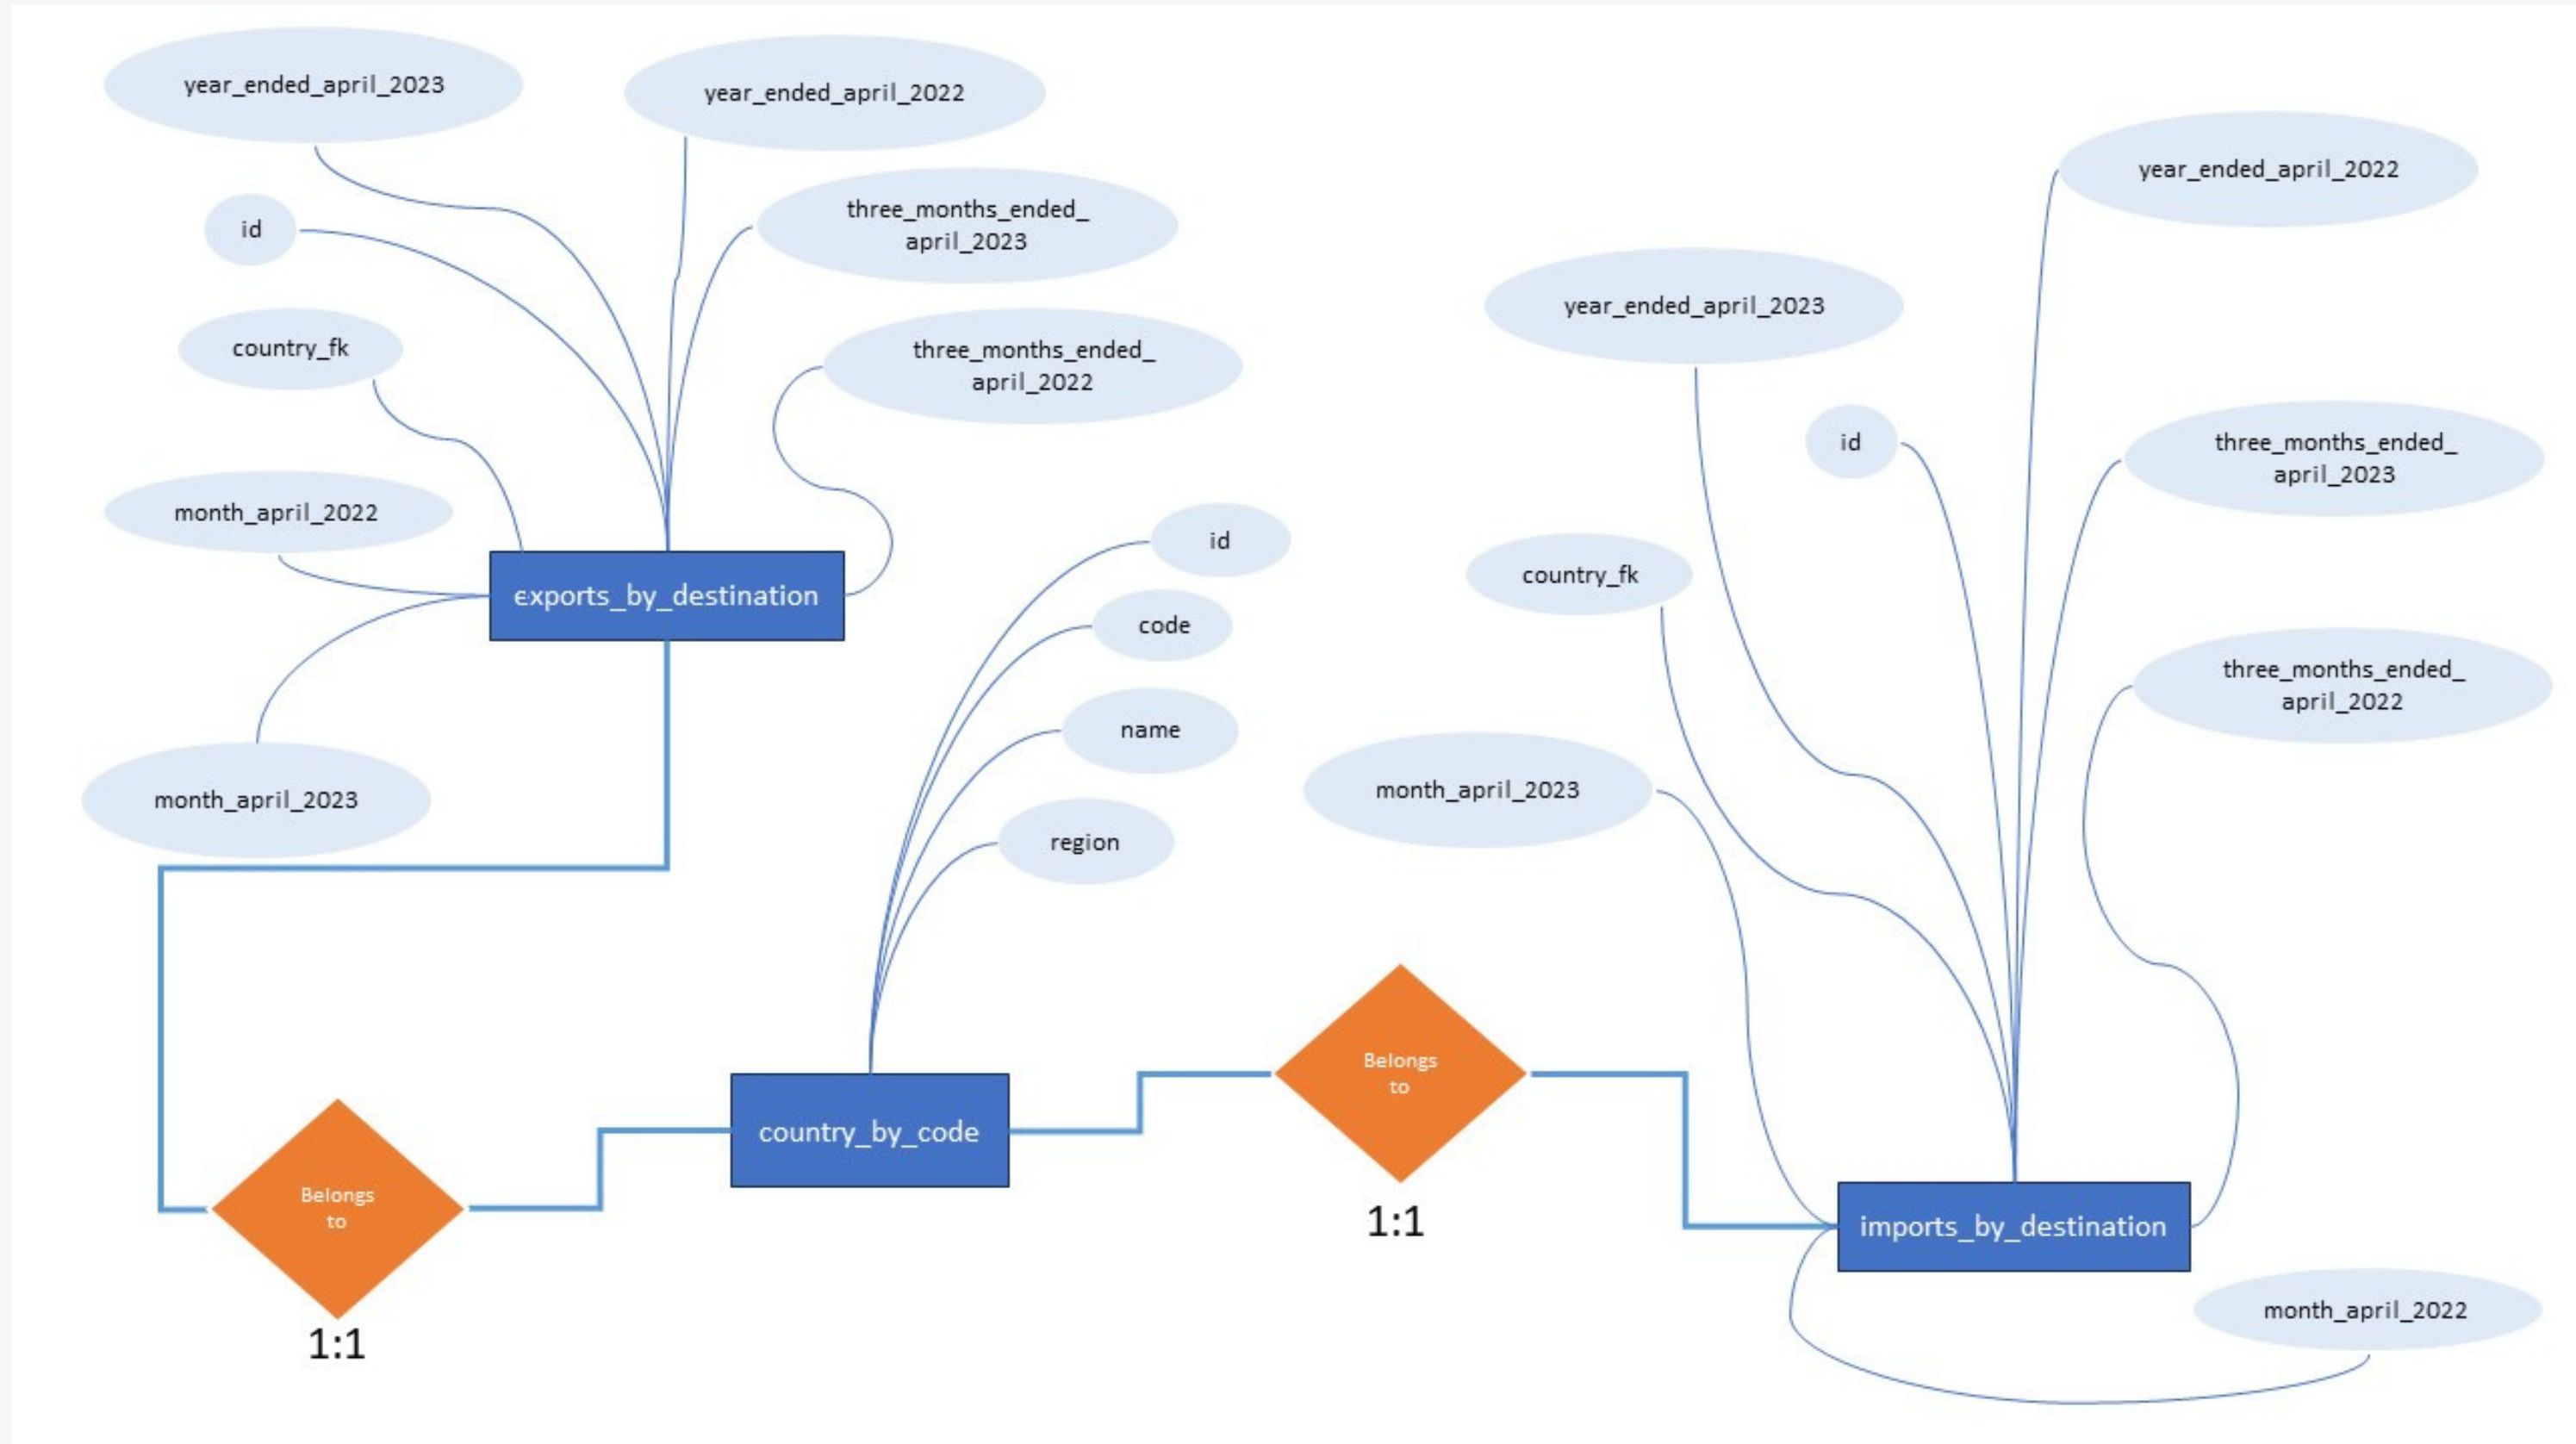 year_ended_april_2023
year_ended_april_2022
id
three_months_ended_
april_2023
country_fk
three_months_ended_
april_2022
month_april_2022
exports_by_destination
month_april_2023
id
code
name
region
year_ended_april_2022
year_ended_april_2023
id
three_months_ended_
april_2023
country_fk
three_months_ended_
april_2022
month_april_2023
Belongs
to
1:1
country_by_code
Belongs
to
1:1
imports_by_destination
month_april_2022